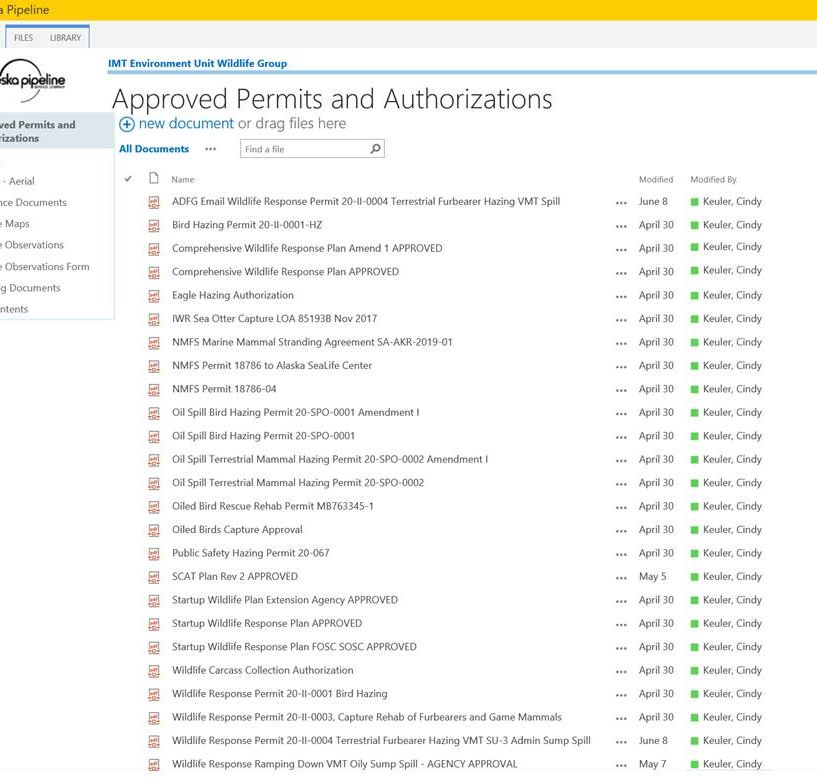 a Pipeline
FILES LIBRARY
IMT Environment Unit Wildlife Group
ska pipeline
SERVICE COMPANY
Approved Permits and Authorizations
new document or drag files here
ved Permits and
rizations
- Aerial
nce Documents
e Maps
e Observations
e Observations Form
g Documents
ntents
All Documents ••• Find a file
Name Modified Modified By
ADFG Email Wildlife Response Permit 20-II-0004 Terrestrial Furbearer Hazing VMT Spill ••• June 8 Keuler, Cindy
Bird Hazing Permit 20-II-0001-HZ ••• April 30 Keuler, Cindy
Comprehensive Wildlife Response Plan Amend 1 APPROVED ••• April 30 Keuler, Cindy
Comprehensive Wildlife Response Plan APPROVED ••• April 30 Keuler, Cindy
Eagle Hazing Authorization ••• April 30 Keuler, Cindy
IWR Sea Otter Capture LOA 85193B Nov 2017 ••• April 30 Keuler, Cindy
NMFS Marine Mammal Stranding Agreement SA-AKR-2019-01 ••• April 30 Keuler, Cindy
NMFS Permit 18786 to Alaska SeaLife Center ••• April 30 Keuler, Cindy
NMFS Permit 18786-04 ••• April 30 Keuler, Cindy
Oil Spill Bird Hazing Permit 20-SPO-0001 Amendment I ••• April 30 Keuler, Cindy
Oil Spill Bird Hazing Permit 20-SPO-0001 ••• April 30 Keuler, Cindy
Oil Spill Terrestrial Mammal Hazing Permit 20-SPO-0002 Amendment I ••• April 30 Keuler, Cindy
Oil Spill Terrestrial Mammal Hazing Permit 20-SPO-0002 ••• April 30 Keuler, Cindy
Oiled Bird Rescue Rehab Permit MB763345-1 ••• April 30 Keuler, Cindy
Oiled Birds Capture Approval ••• April 30 Keuler, Cindy
Public Safety Hazing Permit 20-067 ••• April 30 Keuler, Cindy
SCAT Plan Rev 2 APPROVED ••• May 5 Keuler, Cindy
Startup Wildlife Plan Extension Agency APPROVED ••• April 30 Keuler, Cindy
Startup Wildlife Response Plan APPROVED ••• April 30 Keuler, Cindy
Startup Wildlife Response Plan FOSC SOSC APPROVED ••• April 30 Keuler, Cindy
Wildlife Carcass Collection Authorization ••• April 30 Keuler, Cindy
Wildlife Response Permit 20-II-0001 Bird Hazing ••• April 30 Keuler, Cindy
Wildlife Response Permit 20-II-0003, Capture Rehab of Furbearers and Game Mammals ••• April 30 Keuler, Cindy
Wildlife Response Permit 20-II-0004 Terrestrial Furbearer Hazing VMT SU-3 Admin Sump Spill ••• June 8 Keuler, Cindy
Wildlife Response Ramping Down VMT Oily Sump Spill - AGENCY APPROVAL ••• May 7 Keuler, Cindy